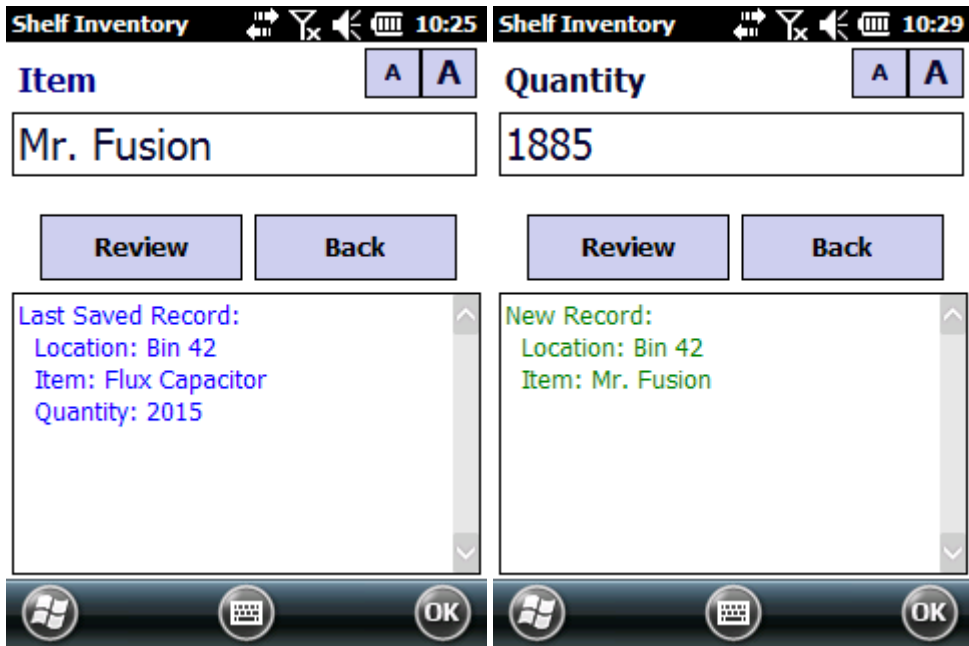 Shelf Inventory 10:25
Item A A
Mr. Fusion
Review Back
Last Saved Record:
Location: Bin 42
Item: Flux Capacitor
Quantity: 2015
OK
Shelf Inventory 10:29
Quantity A A
1885
Review Back
New Record:
Location: Bin 42
Item: Mr. Fusion
OK